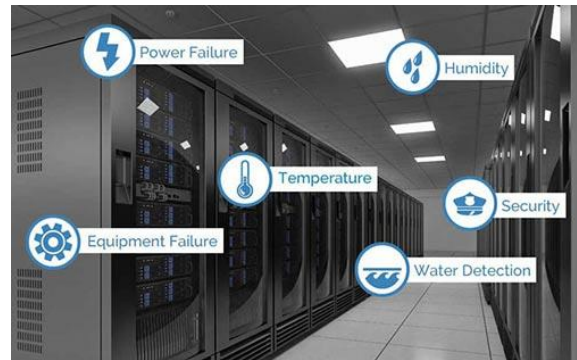 Power Failure
Humidity
Temperature
Security
Equipment Failure
Water Detection